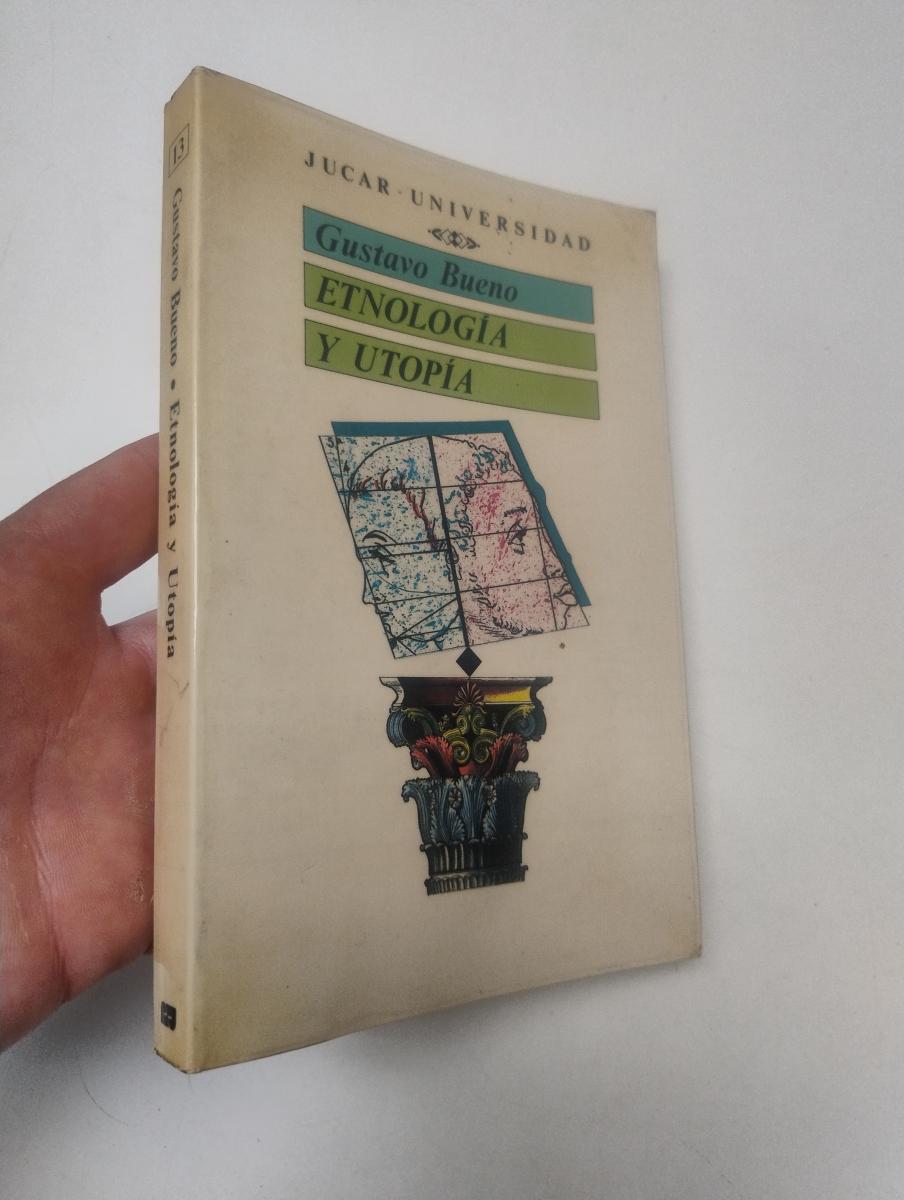 JUCAR-UNIVERSIDAD
Gustavo Bueno
ETNOLOGÍA
Y UTOPÍA
13
Gustavo Bueno • Etnología y Utopía